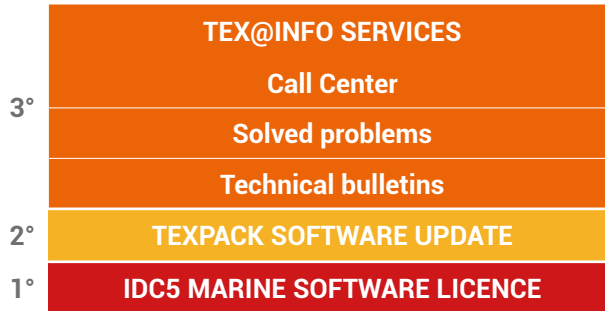 TEX@INFO SERVICES
Call Center
3°
Solved problems
Technical bulletins
2° TEXPACK SOFTWARE UPDATE
1° IDC5 MARINE SOFTWARE LICENCE